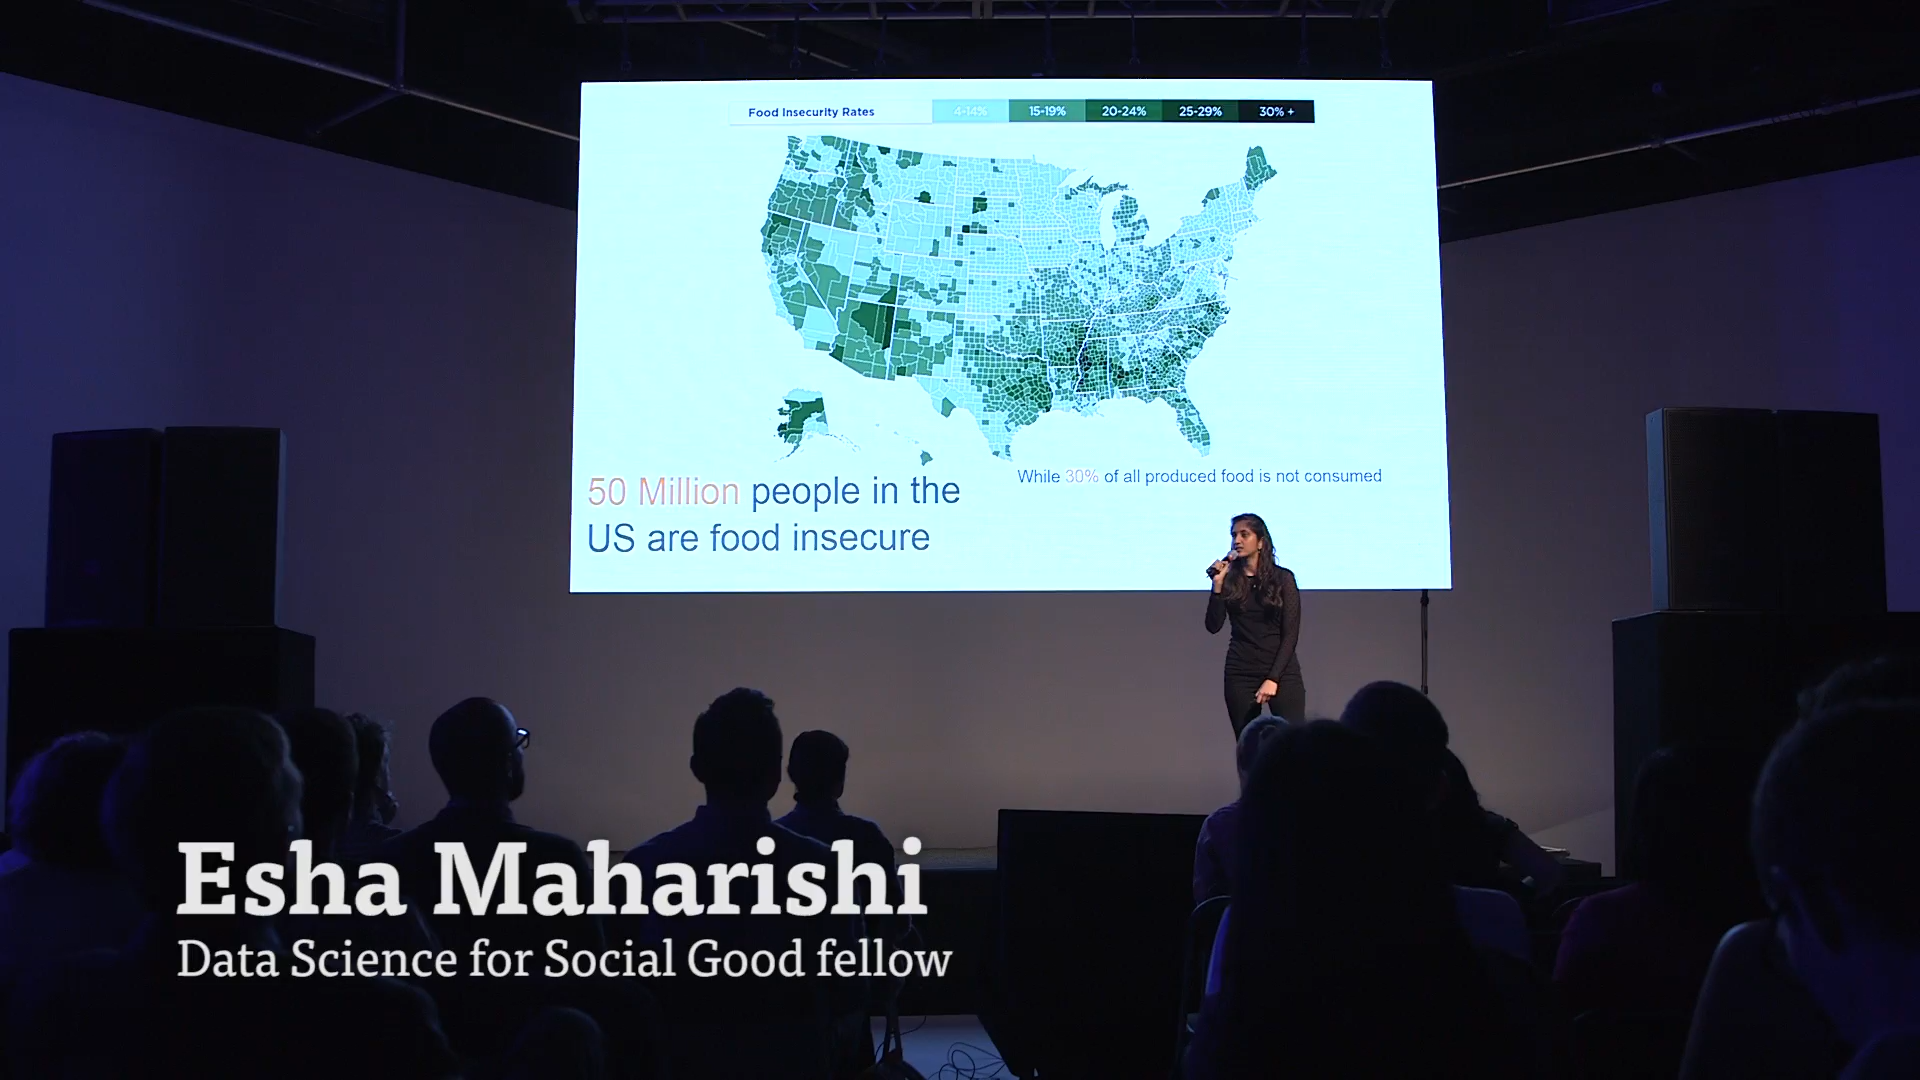 Food Insecurity Rates 4-14% 15-19% 20-24% 25-29% 30% +
50 Million people in the
US are food insecure
While 30% of all produced food is not consumed
Esha Maharishi
Data Science for Social Good fellow